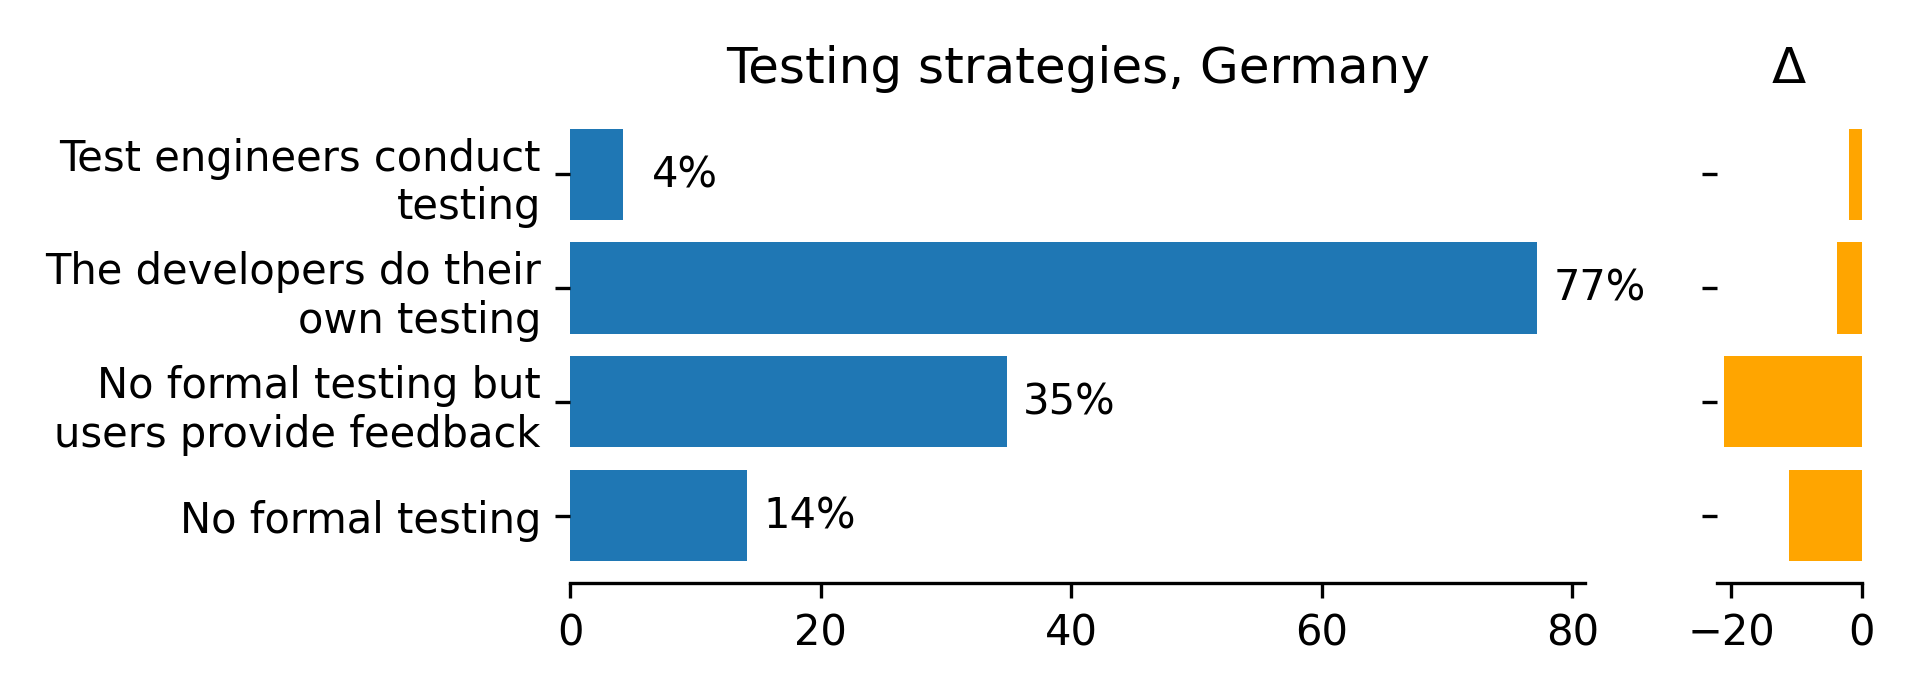 Testing strategies, Germany
Δ
Test engineers conduct
testing
4%
The developers do their
own testing
77%
No formal testing but
users provide feedback
35%
No formal testing
14%
0 20 40 60 80
−20 0